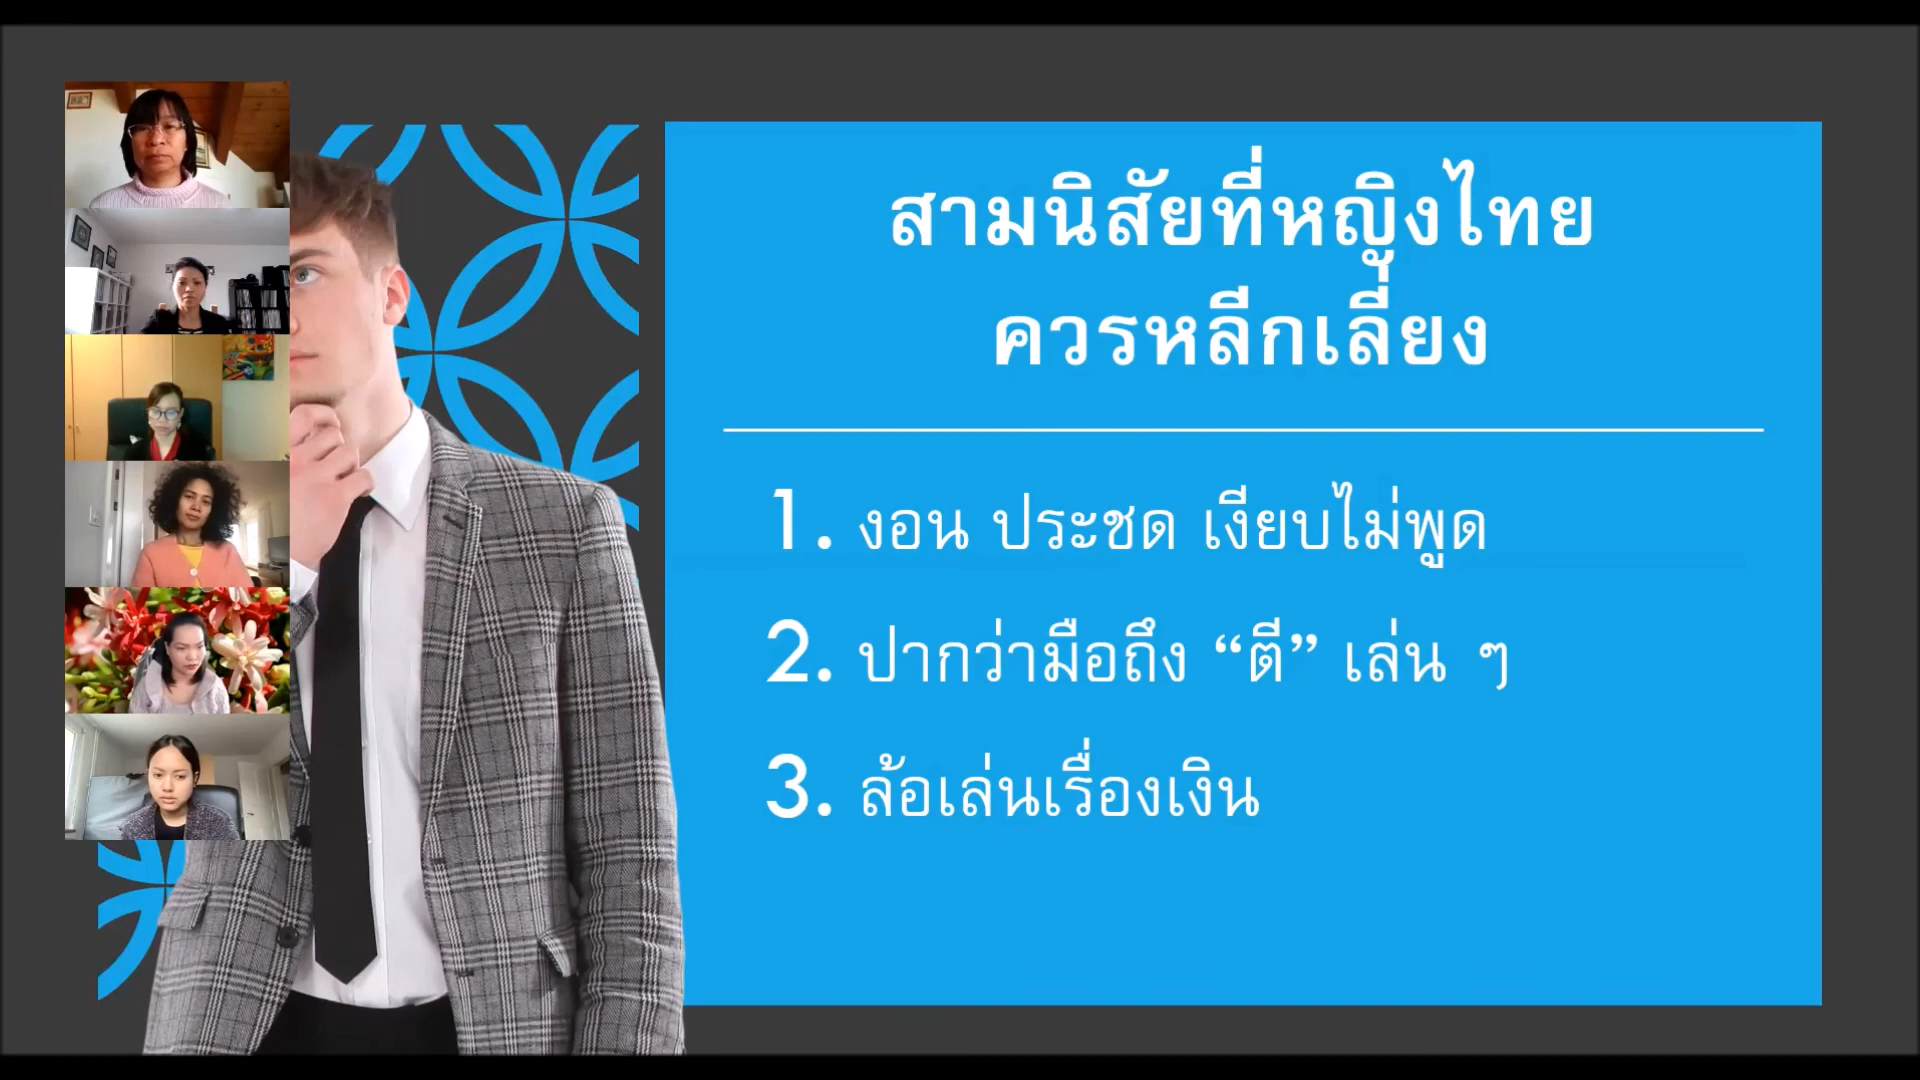 สามนิสัยที่หญิงไทย
ควรหลีกเลี่ยง
1. งอน ประชด เงียบไม่พูด
2. ปากว่ามือถึง “ตี” เล่น ๆ
3. ล้อเล่นเรื่องเงิน